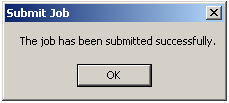 Submit Job
The job has been submitted successfully.
OK